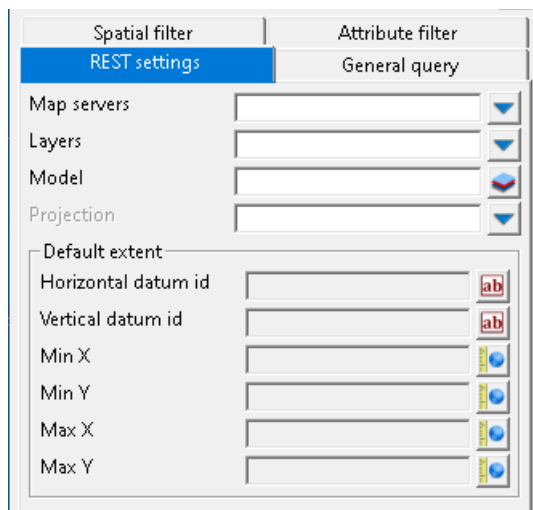 Spatial filter Attribute filter
REST settings General query
Map servers
Layers
Model
Projection
Default extent
Horizontal datum id ab
Vertical datum id ab
Min X
Min Y
Max X
Max Y